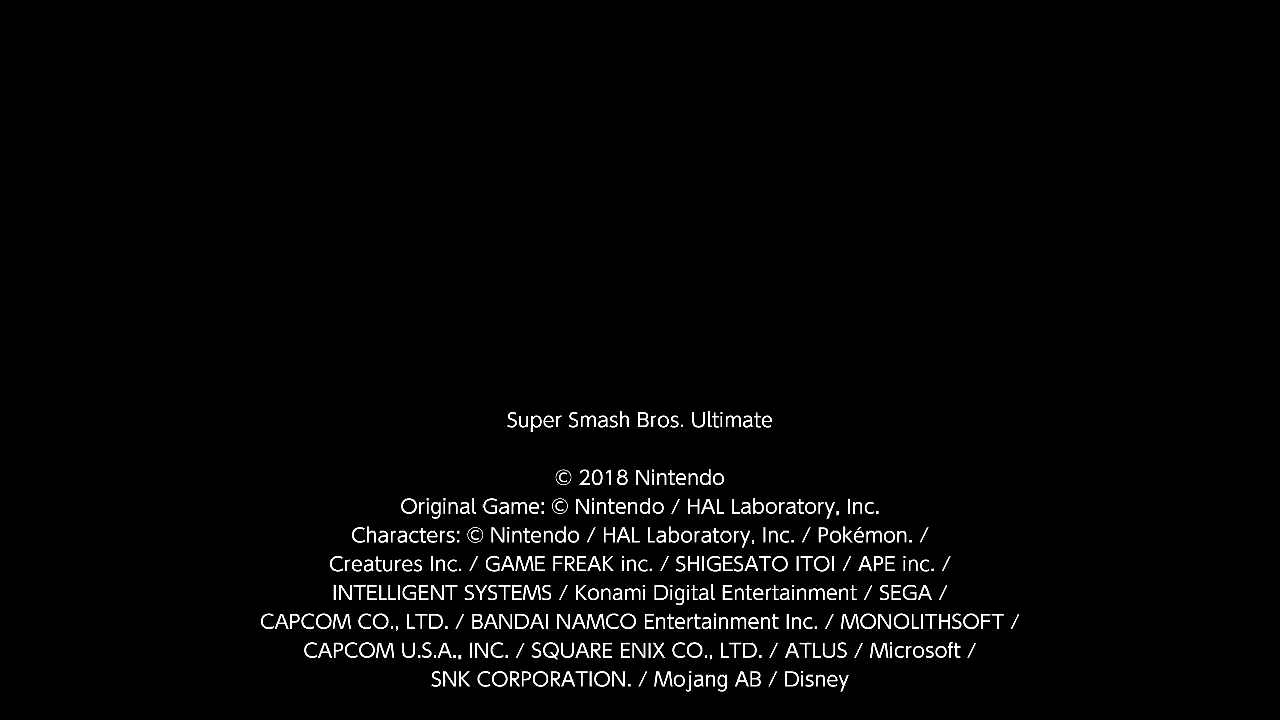 Super Smash Bros. Ultimate
© 2018 Nintendo
Original Game: © Nintendo / HAL Laboratory, Inc.
Characters: © Nintendo / HAL Laboratory, Inc. / Pokémon. /
Creatures Inc. / GAME FREAK inc. / SHIGESATO ITOI / APE inc. /
INTELLIGENT SYSTEMS / Konami Digital Entertainment / SEGA /
CAPCOM CO., LTD. / BANDAI NAMCO Entertainment Inc. / MONOLITHSOFT /
CAPCOM U.S.A., INC. / SQUARE ENIX CO., LTD. / ATLUS / Microsoft /
SNK CORPORATION. / Mojang AB / Disney